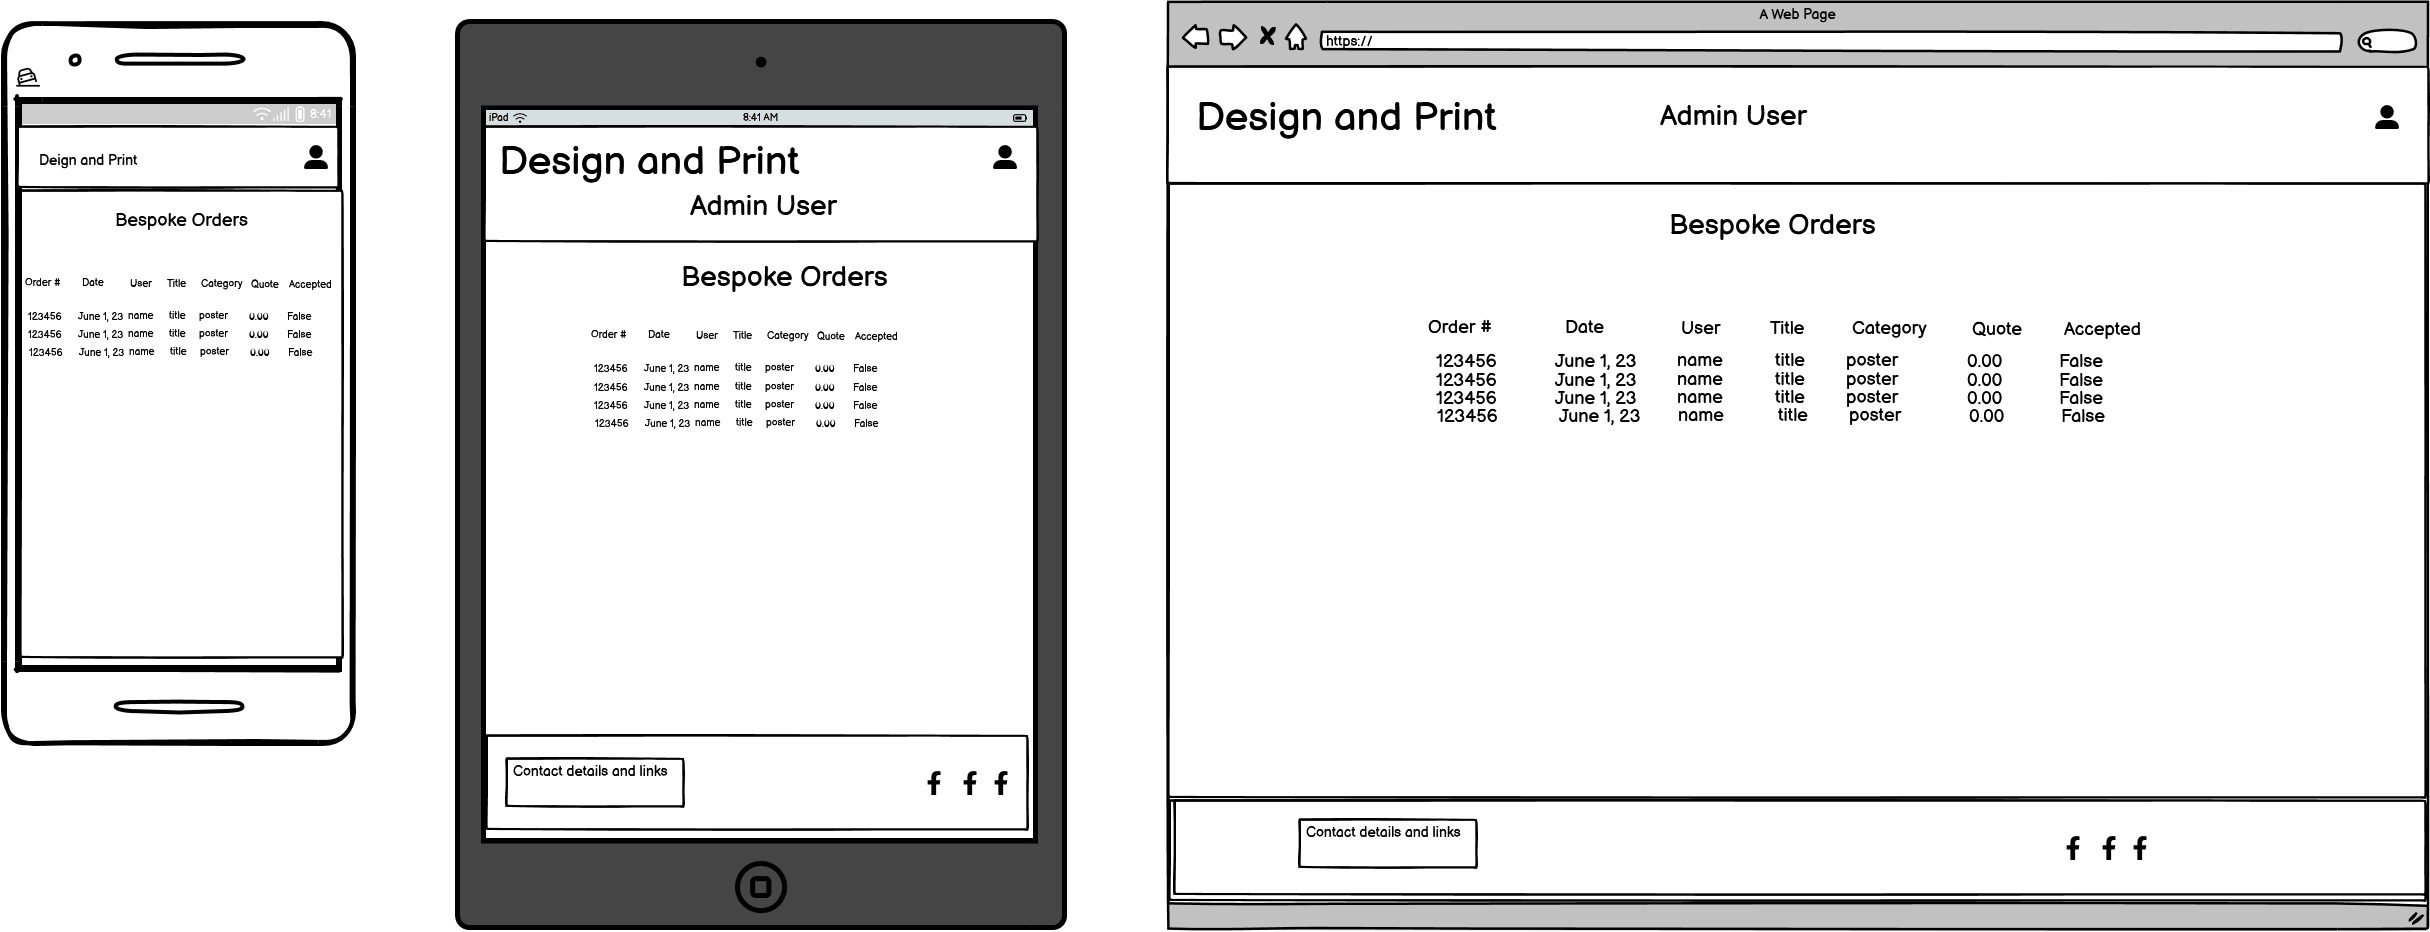 8:41
Deign and Print
Bespoke Orders
Order # Date User Title Category Quote Accepted
123456 June 1, 23 name title poster 0.00 False
123456 June 1, 23 name title poster 0.00 False
123456 June 1, 23 name title poster 0.00 False
iPad 8:41 AM
Design and Print
Admin User
Bespoke Orders
Order # Date User Title Category Quote Accepted
123456 June 1, 23 name title poster 0.00 False
123456 June 1, 23 name title poster 0.00 False
123456 June 1, 23 name title poster 0.00 False
123456 June 1, 23 name title poster 0.00 False
Contact details and links
A Web Page
https://
Design and Print Admin User
Bespoke Orders
Order # Date User Title Category Quote Accepted
123456 June 1, 23 name title poster 0.00 False
123456 June 1, 23 name title poster 0.00 False
123456 June 1, 23 name title poster 0.00 False
123456 June 1, 23 name title poster 0.00 False
Contact details and links